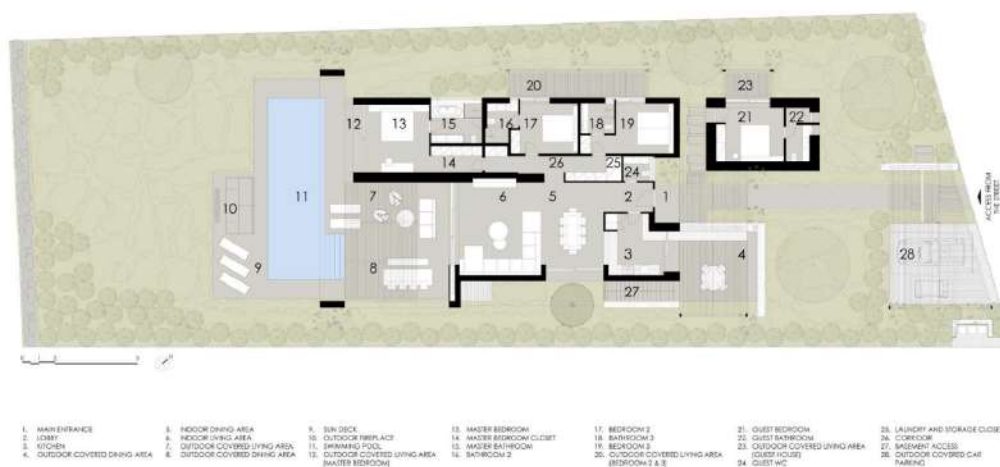 20
23
12
13
15
16
17
18
19
21
22
14
26
25
24
7
6
5
2
1
10
11
9
8
3
4
27
28
ACCESS FROM
THE STREET
1. MAIN ENTRANCE
2. LOBBY
3. KITCHEN
4. OUTDOOR COVERED DINING AREA
5. INDOOR DINING AREA
6. INDOOR LIVING AREA
7. OUTDOOR COVERED LIVING AREA
8. OUTDOOR COVERED DINING AREA
9. SUN DECK
10. OUTDOOR FIREPLACE
11. SWIMMING POOL
12. OUTDOOR COVERED LIVING AREA
(MASTER BEDROOM)
13. MASTER BEDROOM
14. MASTER BEDROOM CLOSET
15. MASTER BATHROOM
16. BATHROOM 2
17. BEDROOM 2
18. BATHROOM 3
19. BEDROOM 3
20. OUTDOOR COVERED LIVING AREA
(BEDROOM 2 & 3)
21. GUEST BEDROOM
22. GUEST BATHROOM
23. OUTDOOR COVERED LIVING AREA
(GUEST HOUSE)
24. GUEST WC
25. LAUNDRY AND STORAGE CLOSE
26. CORRIDOR
27. BASEMENT ACCESS
28. OUTDOOR COVERED CAR
PARKING